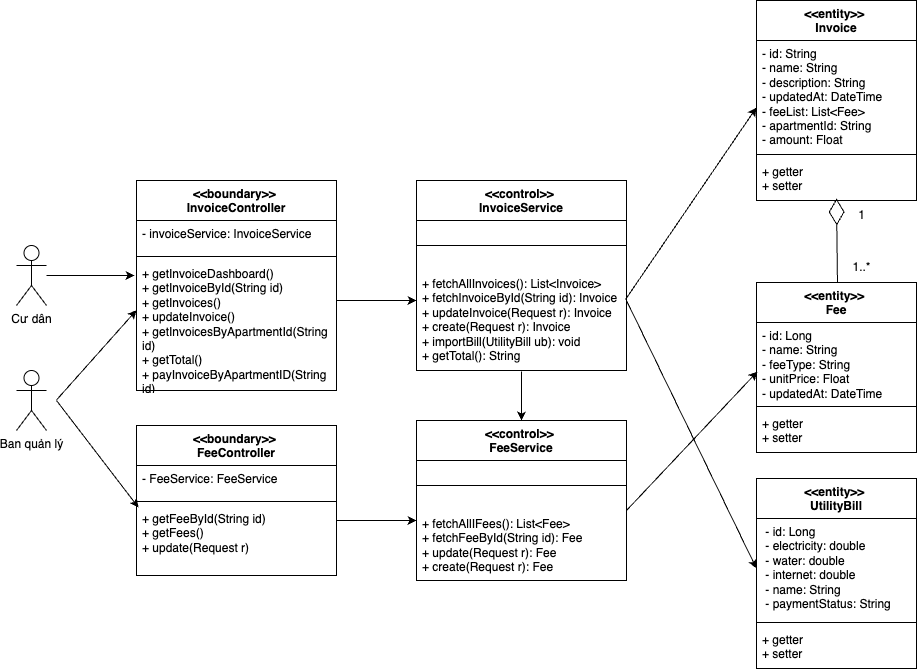 Cư dân
Ban quản lý
<<boundary>>
InvoiceController
- invoiceService: InvoiceService
+ getInvoiceDashboard()
+ getInvoiceById(String id)
+ getInvoices()
+ updateInvoice()
+ getInvoicesByApartmentId(String
id)
+ getTotal()
+ payInvoiceByApartmentID(String
id)
<<boundary>>
FeeController
- FeeService: FeeService
+ getFeeById(String id)
+ getFees()
+ update(Request r)
<<control>>
InvoiceService
+ fetchAllInvoices(): List<Invoice>
+ fetchInvoiceById(String id): Invoice
+ updateInvoice(Request r): Invoice
+ create(Request r): Invoice
+ importBill(UtilityBill ub): void
+ getTotal(): String
<<control>>
FeeService
+ fetchAllIFees(): List<Fee>
+ fetchFeeById(String id): Fee
+ update(Request r): Fee
+ create(Request r): Fee
<<entity>>
Invoice
- id: String
- name: String
- description: String
- updatedAt: DateTime
- feeList: List<Fee>
- apartmentId: String
- amount: Float
+ getter
+ setter
1
1..*
<<entity>>
Fee
- id: Long
- name: String
- feeType: String
- unitPrice: Float
- updatedAt: DateTime
+ getter
+ setter
<<entity>>
UtilityBill
- id: Long
- electricity: double
- water: double
- internet: double
- name: String
- paymentStatus: String
+ getter
+ setter